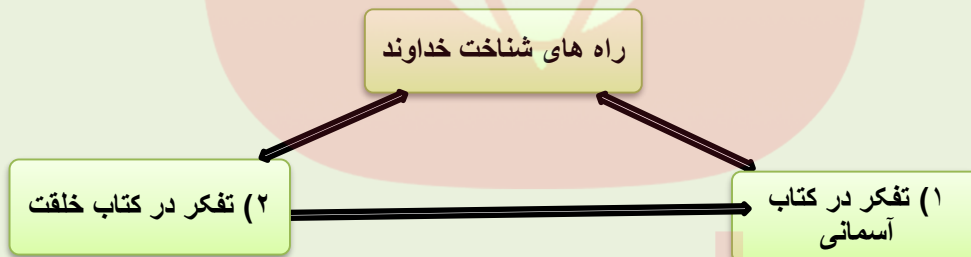 راه های شناخت خداوند
۱) تفکر در کتاب
آسمانی
۲) تفکر در کتاب خلقت